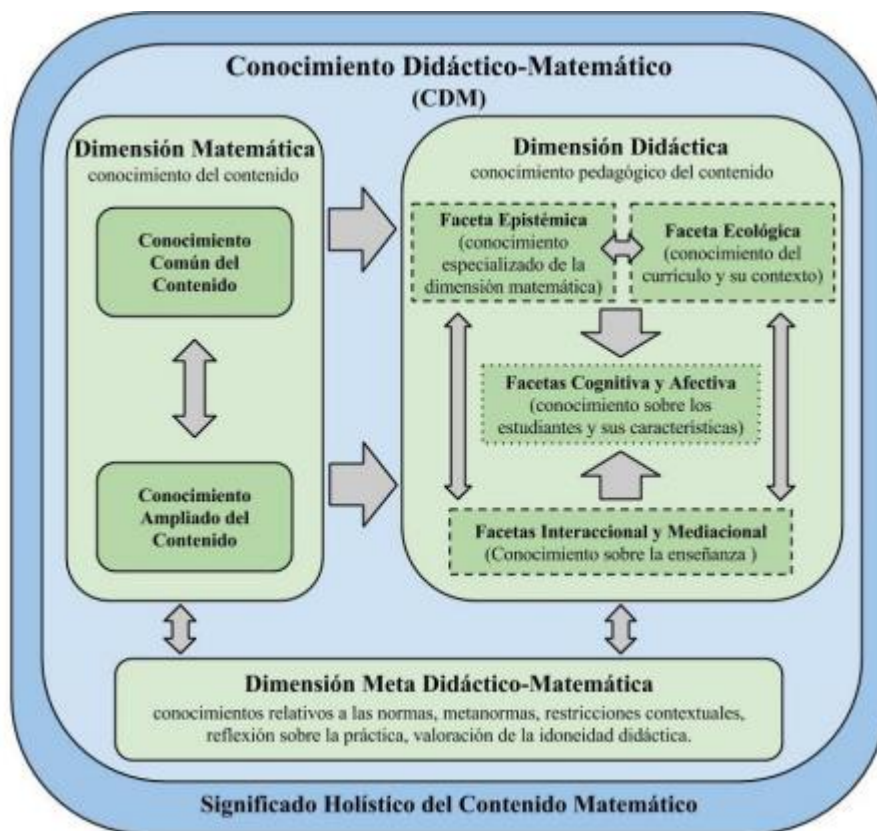 Conocimiento Didáctico-Matemático
(CDM)
Dimensión Matemática
conocimiento del contenido
Conocimiento
Común del
Contenido
Conocimiento
Ampliado del
Contenido
Dimensión Didáctica
conocimiento pedagógico del contenido
Faceta Epistémica
(conocimiento
especializado de la
dimensión matemática)
Faceta Ecológica
(conocimiento del
currículo y su contexto)
Facetas Cognitiva y Afectiva
(conocimiento sobre los
estudiantes y sus características)
Facetas Interaccional y Mediacional
(Conocimiento sobre la enseñanza )
Dimensión Meta Didáctico-Matemática
conocimientos relativos a las normas, metanormas, restricciones contextuales,
reflexión sobre la práctica, valoración de la idoneidad didáctica.
Significado Holístico del Contenido Matemático